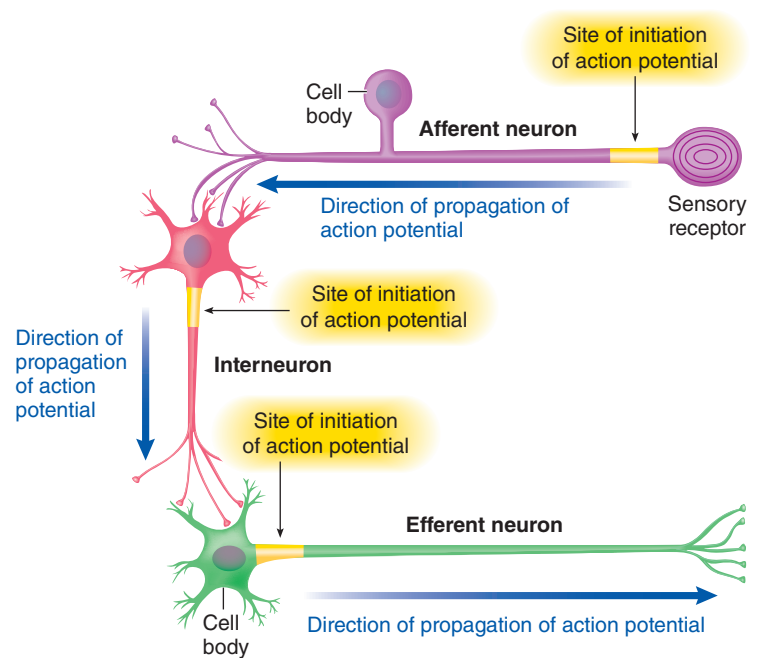 Site of initiation
of action potential
Cell
body
Afferent neuron
Sensory
receptor
Direction of propagation of
action potential
Site of initiation
of action potential
Direction of
propagation
of action
potential
Interneuron
Site of initiation
of action potential
Efferent neuron
Cell
body
Direction of propagation of action potential